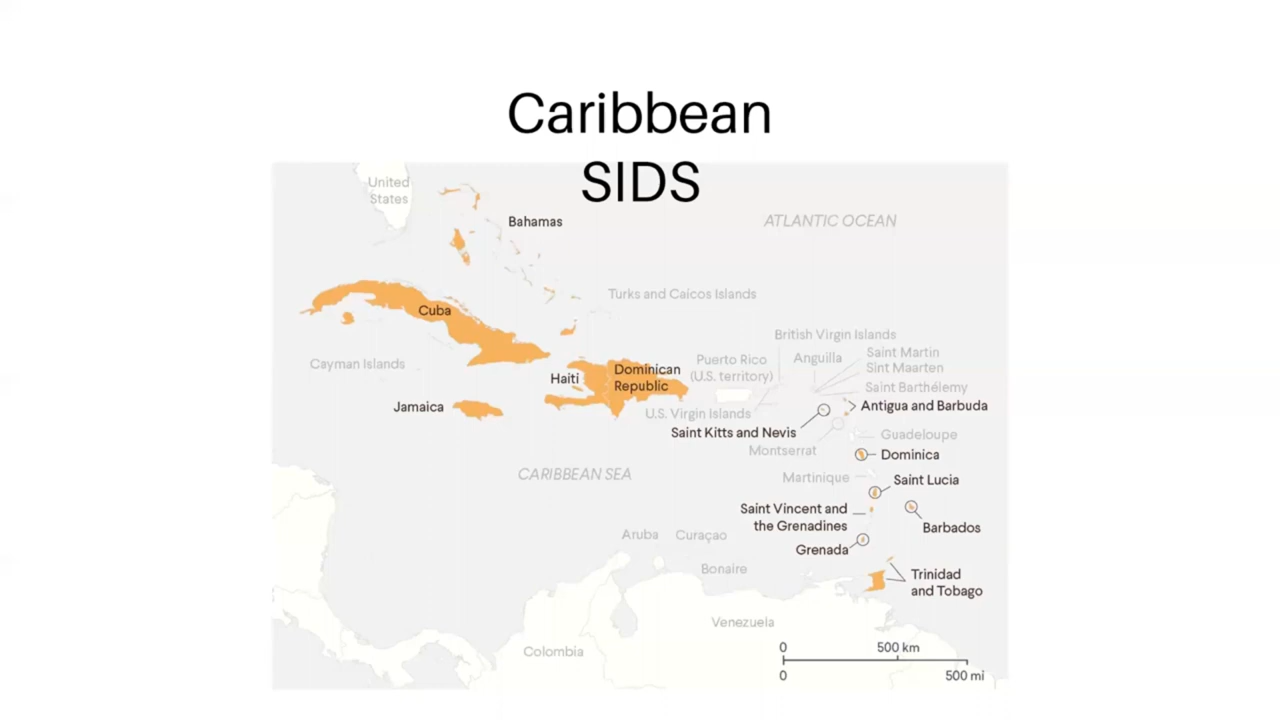 Caribbean
SIDS
United
States
Bahamas
ATLANTIC OCEAN
Turks and Caicos Islands
Cuba
British Virgin Islands
Cayman Islands
Haiti
Dominican
Republic
Puerto Rico
(U.S. territory)
Anguilla
Saint Martin
Sint Maarten
Saint Barthélemy
Jamaica
U.S. Virgin Islands
Antigua and Barbuda
Saint Kitts and Nevis
Guadeloupe
Montserrat
Dominica
CARIBBEAN SEA
Martinique
Saint Lucia
Saint Vincent and
the Grenadines
Barbados
Aruba
Curaçao
Grenada
Bonaire
Trinidad
and Tobago
Venezuela
Colombia
0
500 km
0
500 mi